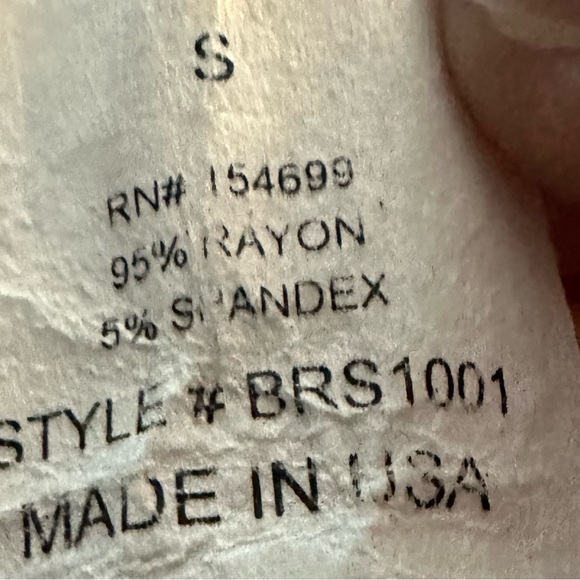 S
RN# 154699
95% RAYON
5% SPANDEX
STYLE # BRS1001
MADE IN USA